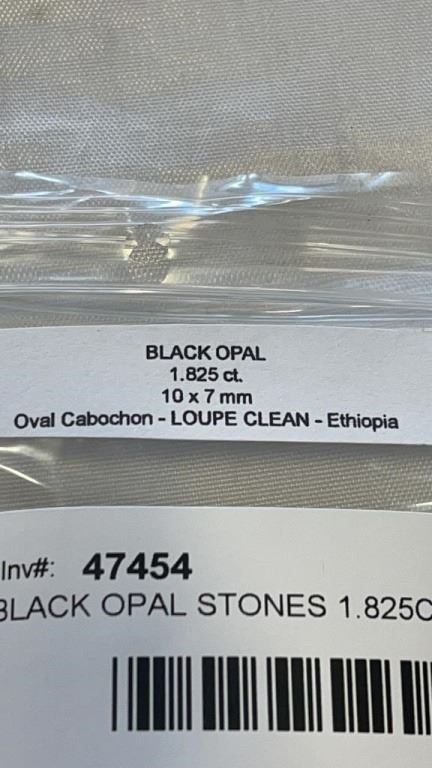 BLACK OPAL
1.825 ct.
10 x 7 mm
Oval Cabochon - LOUPE CLEAN - Ethiopia
Inv#: 47454
BLACK OPAL STONES 1.825C